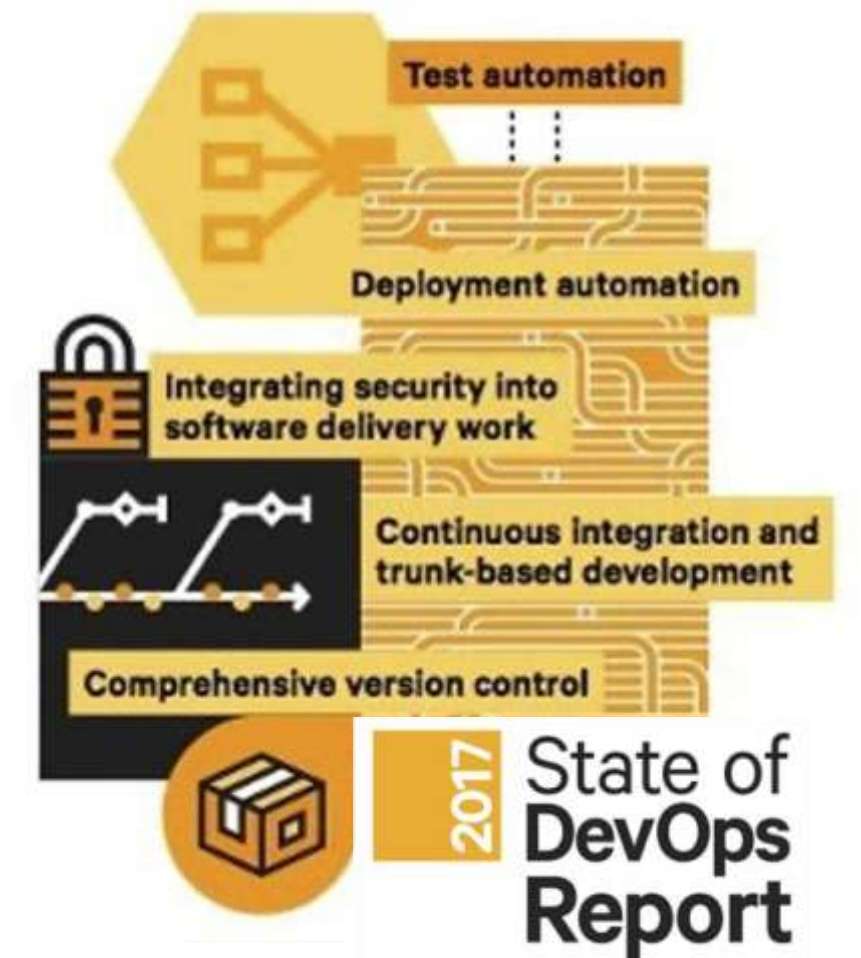 Test automation
Deployment automation
Integrating security into
software delivery work
Continuous integration and
trunk-based development
Comprehensive version control
2017
State of
DevOps
Report